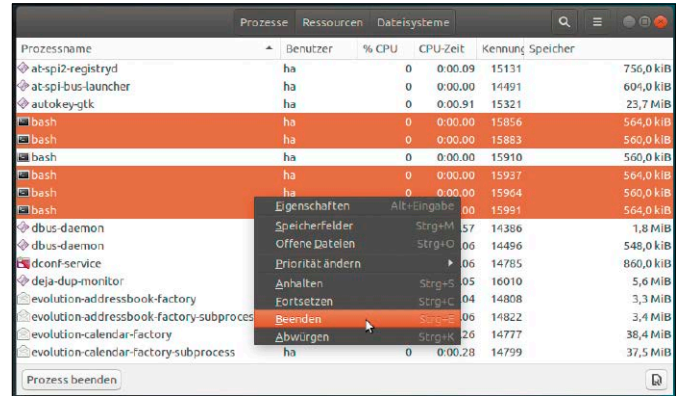 Prozesse Ressourcen Dateisysteme
Prozessname Benutzer % CPU CPU-Zeit Kennung Speicher
at-spi2-registryd ha 0 0:00.09 15131 756,0 kiB
at-spi-bus-launcher ha 0 0:00.00 14491 604,0 kiB
autokey-gtk ha 0 0:00.91 15321 23,7 MiB
bash ha 0 0:00.00 15856 564,0 kiB
bash ha 0 0:00.00 15883 560,0 kiB
bash ha 0 0:00.00 15910 560,0 kiB
bash ha 0 0:00.00 15937 564,0 kiB
bash ha 0 0:00.00 15964 560,0 kiB
bash 00 15991 564,0 kiB
dbus-daemon 57 14386 1,8 MiB
dbus-daemon 06 14496 548,0 kiB
dconf-service 06 14785 860,0 kiB
deja-dup-monitor 05 16010 5,6 MiB
evolution-addressbook-factory 04 14808 3,3 MiB
evolution-addressbook-factory-subproces 06 14822 3,4 MiB
evolution-calendar-factory 26 14777 38,4 MiB
evolution-calendar-factory-subprocess ha 0 0:00.28 14799 37,5 MiB
Eigenschaften Alt+Eingabe
Speicherfelder Strg+M
Offene Dateien Strg+O
Priorität ändern
Anhalten Strg+S
Fortsetzen Strg+C
Beenden Strg+E
Abwürgen Strg+K
Prozess beenden